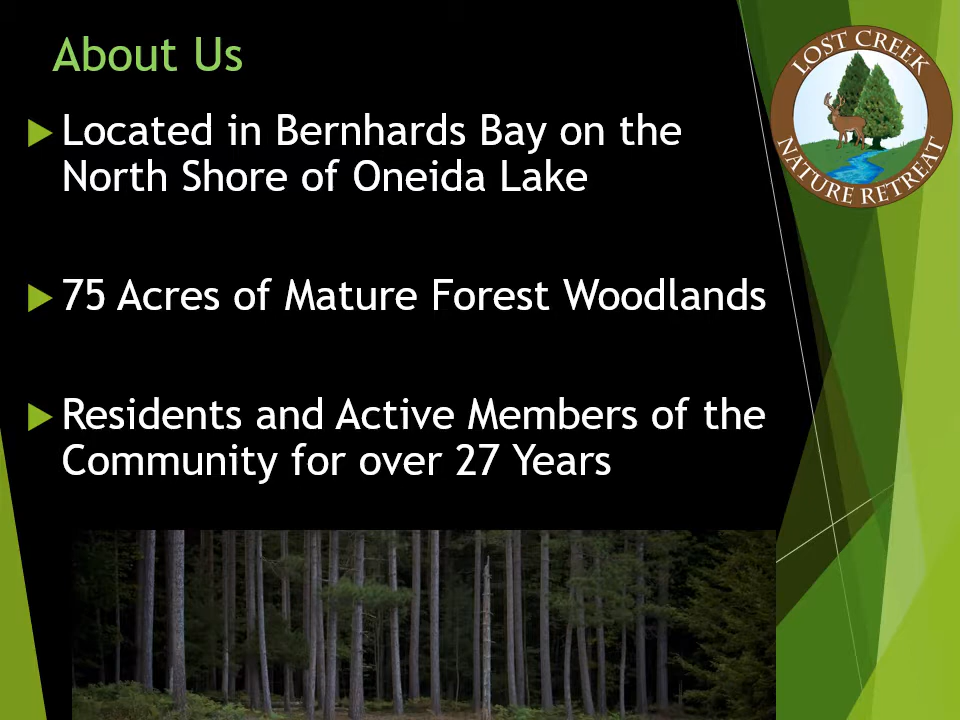 About Us
LOST CREEK
NATURE RETREAT
Located in Bernhards Bay on the
North Shore of Oneida Lake
75 Acres of Mature Forest Woodlands
Residents and Active Members of the
Community for over 27 Years